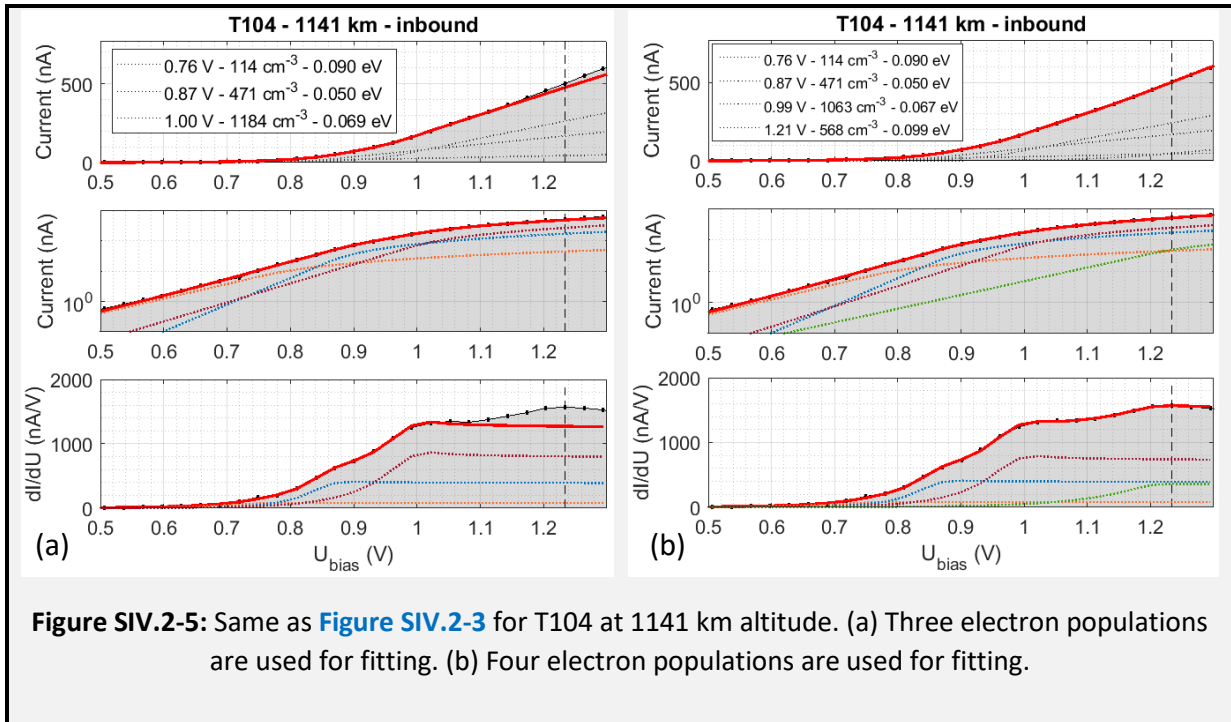 T104 - 1141 km - inbound
Current (nA)
500
0
0.76 V - 114 cm⁻³ - 0.090 eV
0.87 V - 471 cm⁻³ - 0.050 eV
1.00 V - 1184 cm⁻³ - 0.069 eV
0.5 0.6 0.7 0.8 0.9 1 1.1 1.2
Current (nA)
10⁰
0.5 0.6 0.7 0.8 0.9 1 1.1 1.2
dI/dU (nA/V)
2000
1000
0
0.5 0.6 0.7 0.8 0.9 1 1.1 1.2
(a)
U_bias (V)
T104 - 1141 km - inbound
Current (nA)
500
0
0.76 V - 114 cm⁻³ - 0.090 eV
0.87 V - 471 cm⁻³ - 0.050 eV
0.99 V - 1063 cm⁻³ - 0.067 eV
1.21 V - 568 cm⁻³ - 0.099 eV
0.5 0.6 0.7 0.8 0.9 1 1.1 1.2
Current (nA)
10⁰
0.5 0.6 0.7 0.8 0.9 1 1.1 1.2
dI/dU (nA/V)
2000
1000
0
0.5 0.6 0.7 0.8 0.9 1 1.1 1.2
(b)
U_bias (V)
Figure SIV.2-5: Same as Figure SIV.2-3 for T104 at 1141 km altitude. (a) Three electron populations
are used for fitting. (b) Four electron populations are used for fitting.